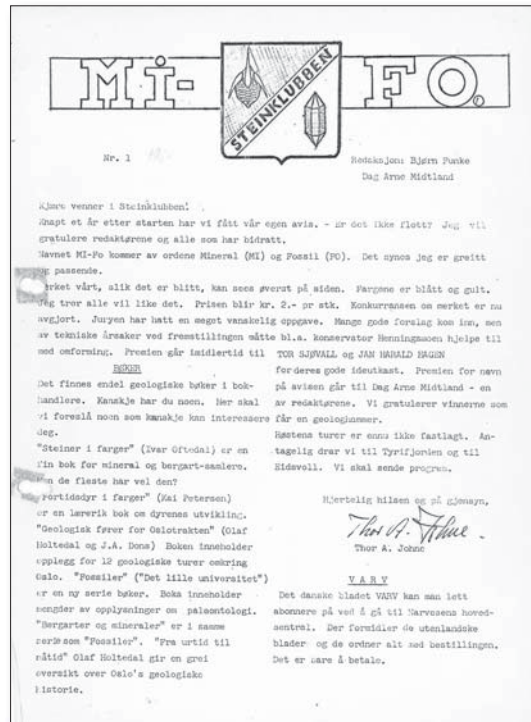 Mi-FO.
STEINKLUBBEN
Nr. 1
Redaksjon: Bjørn Funke
Dag Arne Midtland
Kjære venner i Steinklubben!
Knapt et år etter starten har vi fått vår egen avis. - Er det ikke flott? Jeg vil
gratulere redaktørene og alle som har bidratt.
Navnet MI-Fo kommer av ordene Mineral (MI) og Fossil (FO). Det synes jeg er greitt
og passende.
Merket vårt, slik det er blitt, kan sees øverst på siden. Fargene er blått og gult.
Jeg tror alle vil like det. Prisen blir kr. 2.- pr stk. Konkurransen om merket er nu
avgjort. Juryen har hatt en meget vanskelig oppgave. Mange gode forslag kom inn, men
av tekniske årsaker ved fremstillingen måtte bl.a. konservator Henningsmoen hjelpe til
med omforming. Premien går imidlertid til TOR SJØVALL og JAN HARALD HAGEN
for deres gode ideutkast. Premien for navn
på avisen går til Dag Arne Midtland - en
av redaktørene. Vi gratulerer vinnerne som
får en geologhammer.
Høstens turer er ennu ikke fastlagt. An-
tagelig drar vi til Tyrifjorden og til
Eidsvoll. Vi skal sende program.
Hjertelig hilsen og på gjensyn,
Thor A. Johne
Thor A. Johne
BØKER
Det finnes endel geologiske bøker i bok-
handlere. Kanskje har du noen. Her skal
vi foreslå noen som kanskje kan interessere
deg.
"Steiner i farger" (Ivar Oftedal) er en
fin bok for mineral og bergart-samlere.
Men de fleste har vel den?
"Fortidsdyr i farger" (Kai Petersen)
er en lærerik bok om dyrenes utvikling.
"Geologisk fører for Oslotrakten" (Olaf
Holtedal og J.A. Dons) Boken inneholder
opplegg for 12 geologiske turer omkring
Oslo. "Fossiler" ("Det lille universitet")
er en ny serie bøker. Boka inneholder
mengder av opplysninger om paleontologi.
"Bergarter og mineraler" er i samme
serie som "Fossiler". "Fra urtid til
nåtid" Olaf Holtedal gir en grei
oversikt over Oslo's geologiske
historie.
VARV
Det danske bladet VARV kan man lett
abonnere på ved å gå til Narvesens hoved-
sentral. Der formidler de utenlandske
blader og de ordner alt med bestillingen.
Det er bare å betale.